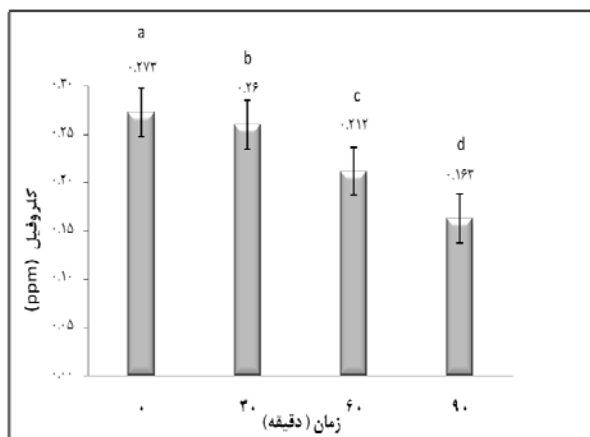 a
b
c
d
۰.۲۷۳
۰.۲۶
۰.۲۱۲
۰.۱۶۳
۰.۳۰
۰.۲۵
۰.۲۰
۰.۱۵
۰.۱۰
۰.۰۵
۰.۰۰
کلروفیل (ppm)
۰ ۳۰ ۶۰ ۹۰
زمان (دقیقه)